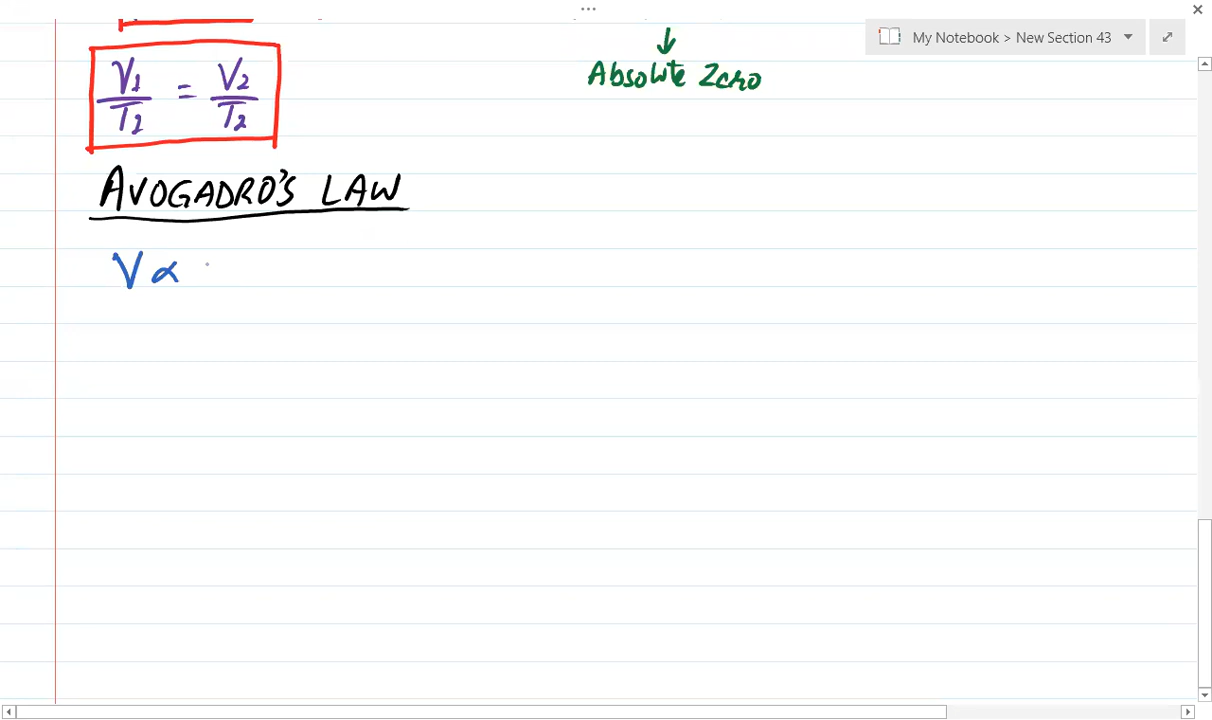 ...
My Notebook > New Section 43
Absolute Zero
V1/T2 = V2/T2
AVOGADRO'S LAW
V ∝